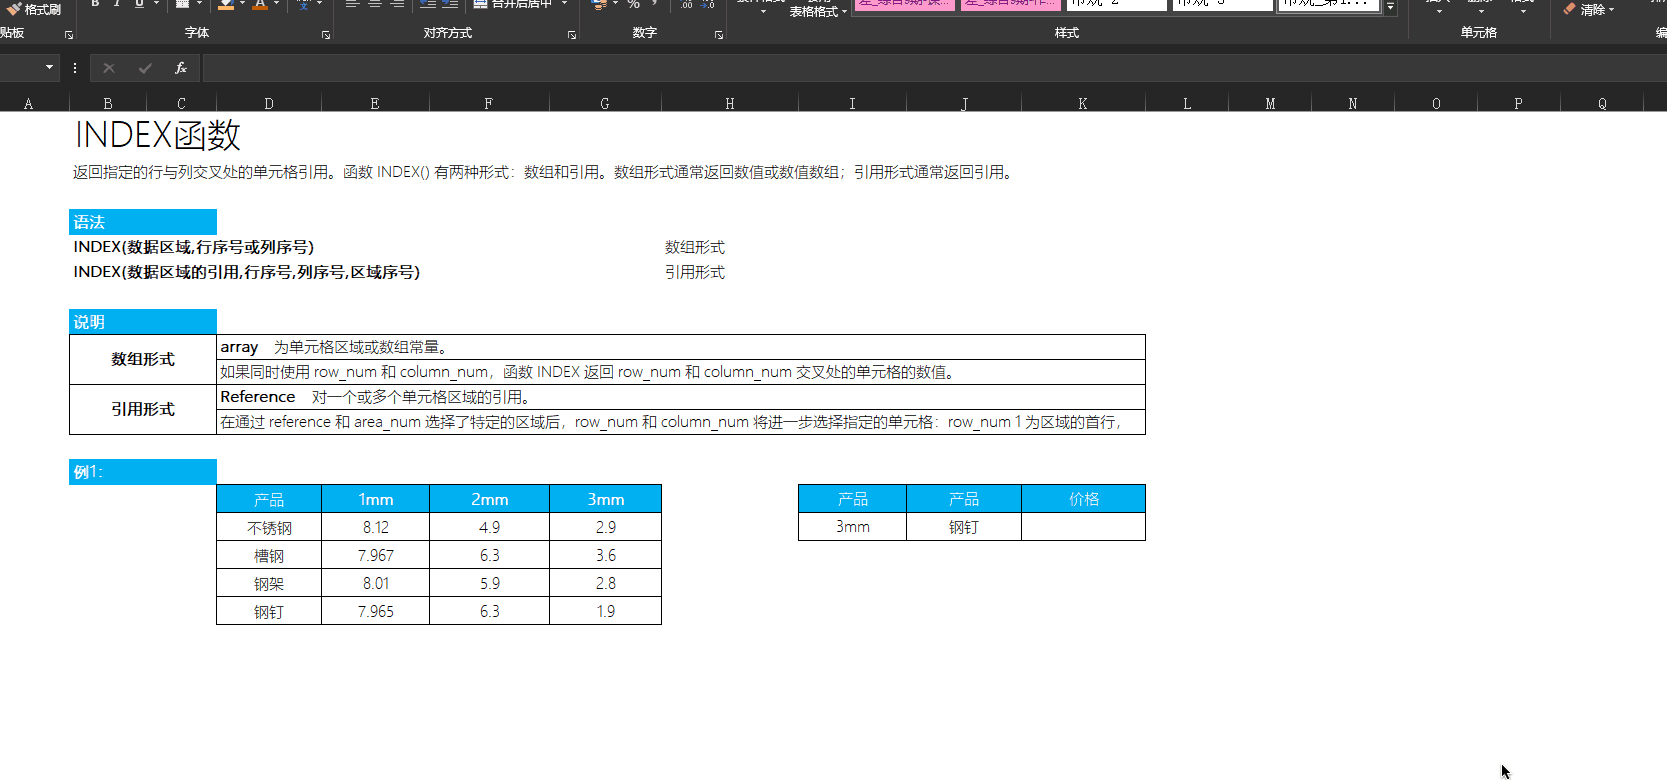 格式刷
B I U
合并后居中
%
表格格式
清除
贴板 字体 对齐方式 数字 样式 单元格 编
fx
A B C D E F G H I J K L M N O P Q
INDEX函数
返回指定的行与列交叉处的单元格引用。函数 INDEX() 有两种形式：数组和引用。数组形式通常返回数值或数值数组；引用形式通常返回引用。
语法
INDEX(数据区域,行序号或列序号) 数组形式
INDEX(数据区域的引用,行序号,列序号,区域序号) 引用形式
说明
数组形式
array 为单元格区域或数组常量。
如果同时使用 row_num 和 column_num，函数 INDEX 返回 row_num 和 column_num 交叉处的单元格的数值。
引用形式
Reference 对一个或多个单元格区域的引用。
在通过 reference 和 area_num 选择了特定的区域后，row_num 和 column_num 将进一步选择指定的单元格：row_num 1 为区域的首行，
例1:
产品 1mm 2mm 3mm
不锈钢 8.12 4.9 2.9
槽钢 7.967 6.3 3.6
钢架 8.01 5.9 2.8
钢钉 7.965 6.3 1.9
产品 产品 价格
3mm 钢钉